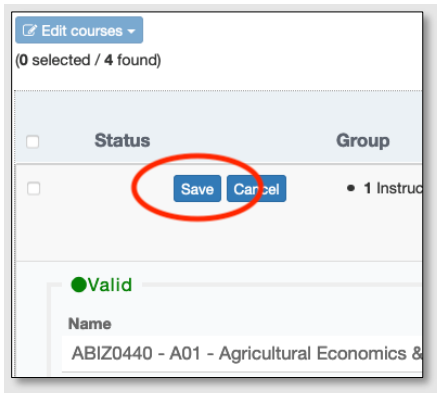 Edit courses
(0 selected / 4 found)
Status Group
Save Cancel • 1 Instruc
Valid
Name
ABIZ0440 - A01 - Agricultural Economics &